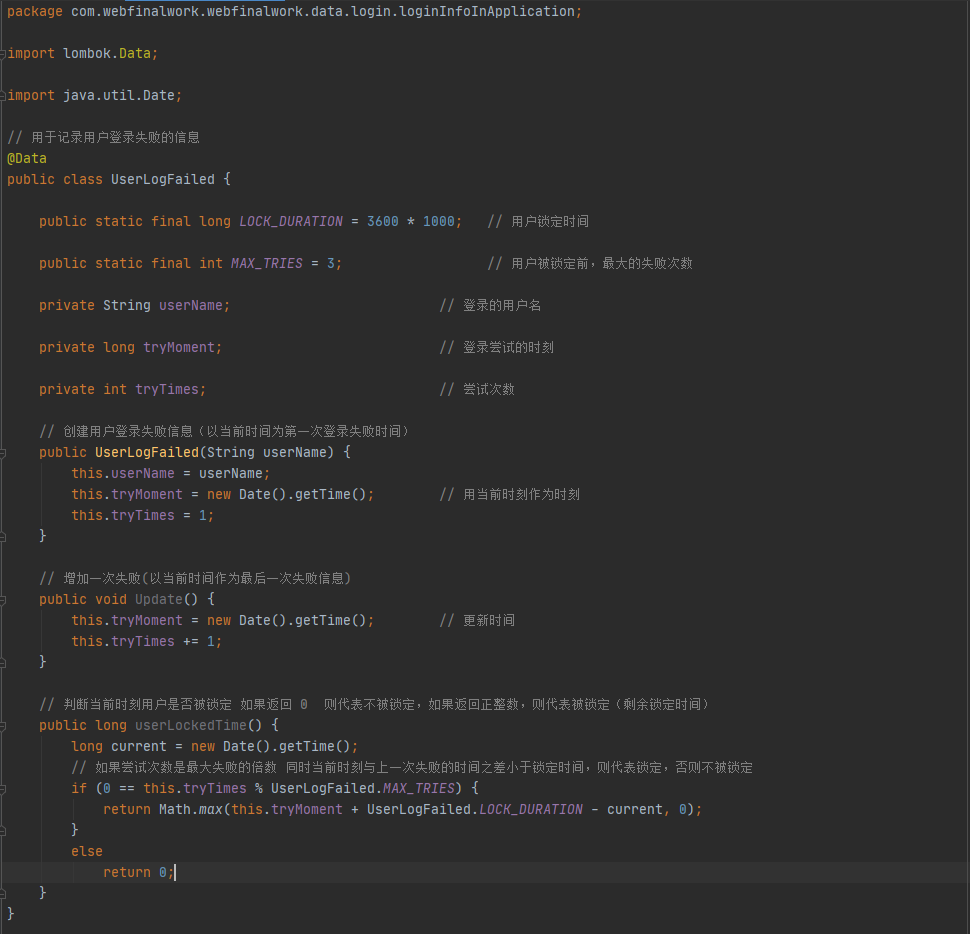 package com.webfinalwork.webfinalwork.data.login.loginInfoInApplication;
import lombok.Data;
import java.util.Date;
// 用于记录用户登录失败的信息
@Data
public class UserLogFailed {
public static final long LOCK_DURATION = 3600 * 1000;   // 用户锁定时间
public static final int MAX_TRIES = 3;                  // 用户被锁定前，最大的失败次数
private String userName;                          // 登录的用户名
private long tryMoment;                           // 登录尝试的时刻
private int tryTimes;                             // 尝试次数
// 创建用户登录失败信息（以当前时间为第一次登录失败时间）
public UserLogFailed(String userName) {
this.userName = userName;
this.tryMoment = new Date().getTime();        // 用当前时刻作为时刻
this.tryTimes = 1;
}
// 增加一次失败(以当前时间作为最后一次失败信息)
public void Update() {
this.tryMoment = new Date().getTime();        // 更新时间
this.tryTimes += 1;
}
// 判断当前时刻用户是否被锁定 如果返回 0  则代表不被锁定，如果返回正整数，则代表被锁定（剩余锁定时间）
public long userLockedTime() {
long current = new Date().getTime();
// 如果尝试次数是最大失败的倍数 同时当前时刻与上一次失败的时间之差小于锁定时间，则代表锁定，否则不被锁定
if (0 == this.tryTimes % UserLogFailed.MAX_TRIES) {
return Math.max(this.tryMoment + UserLogFailed.LOCK_DURATION - current, 0);
}
else
return 0;
}
}